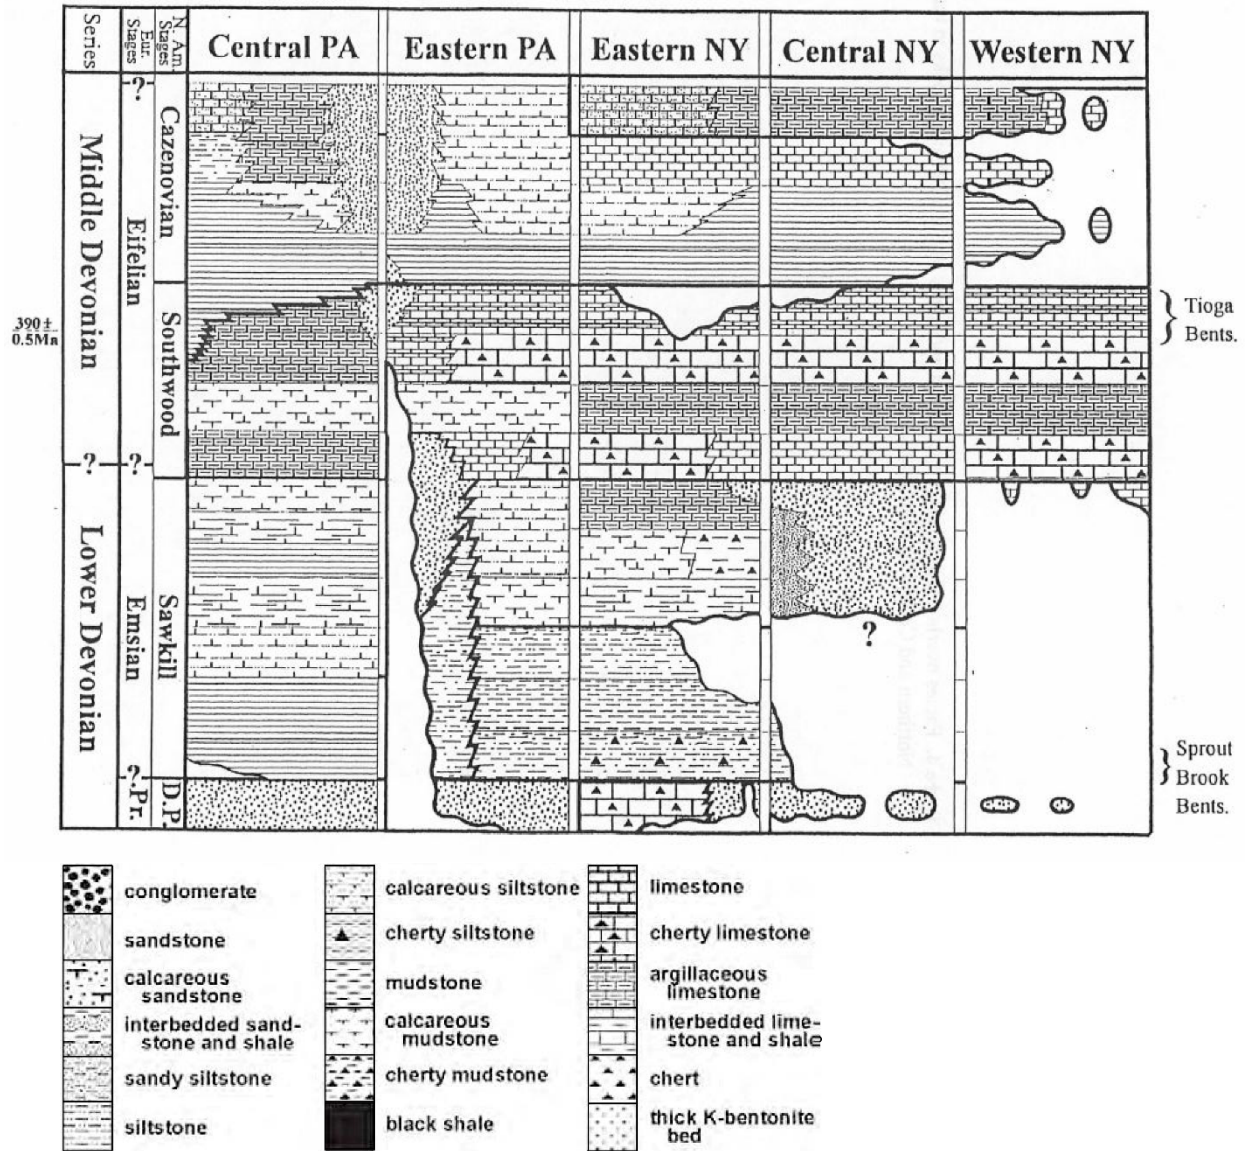 Series
Eur. Stages
N. Am. Stages
Central PA
Eastern PA
Eastern NY
Central NY
Western NY
Middle Devonian
?
Lower Devonian
?
Eifelian
?
Emsian
?
Pr.
Cazenovian
Southwood
Sawkill
D.P.
390 ±
0.5Ma
Tioga
Bents.
?
Sprout
Brook
Bents.
conglomerate
sandstone
calcareous
sandstone
interbedded sand-
stone and shale
sandy siltstone
siltstone
calcareous siltstone
cherty siltstone
mudstone
calcareous
mudstone
cherty mudstone
black shale
limestone
cherty limestone
argillaceous
limestone
interbedded lime-
stone and shale
chert
thick K-bentonite
bed